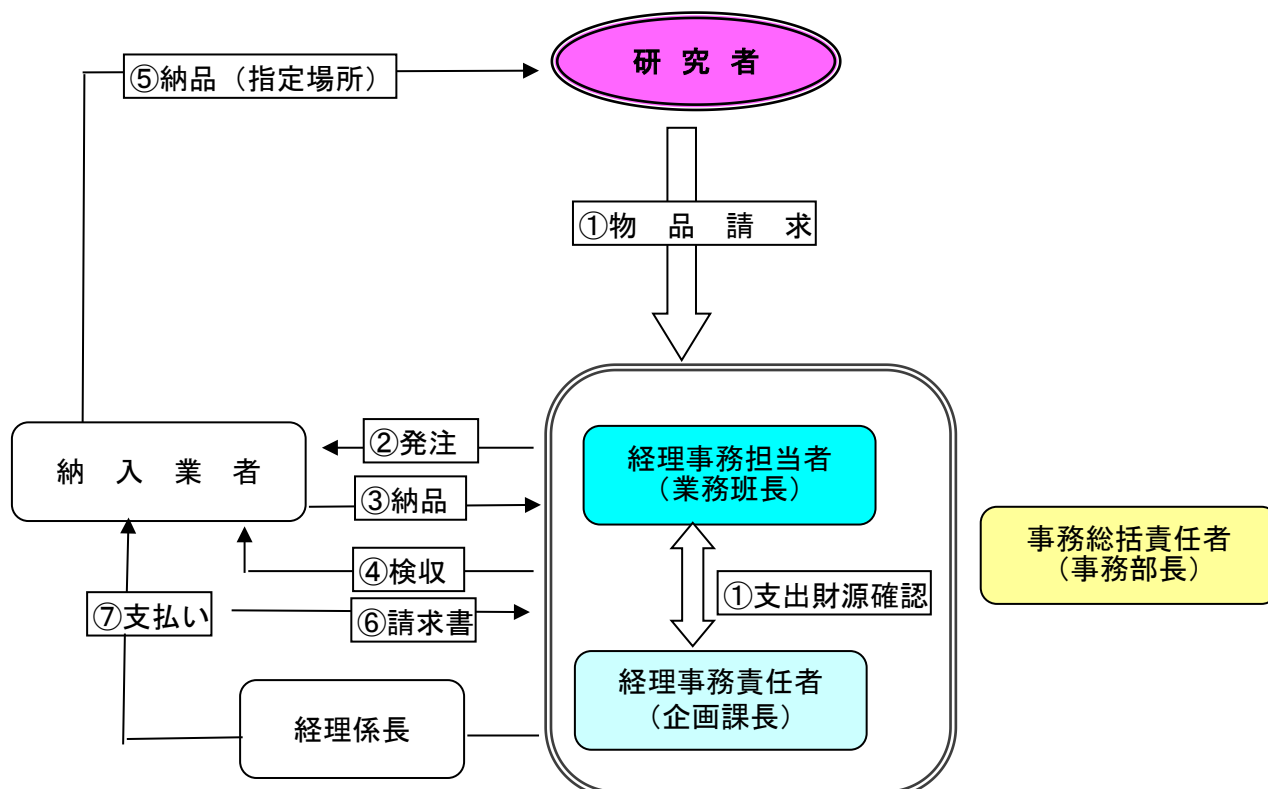 研 究 者
⑤納品（指定場所）
①物 品 請 求
②発注
経理事務担当者
（業務班長）
納 入 業 者
③納品
事務総括責任者
（事務部長）
④検収
①支出財源確認
⑦支払い
⑥請求書
経理事務責任者
（企画課長）
経理係長